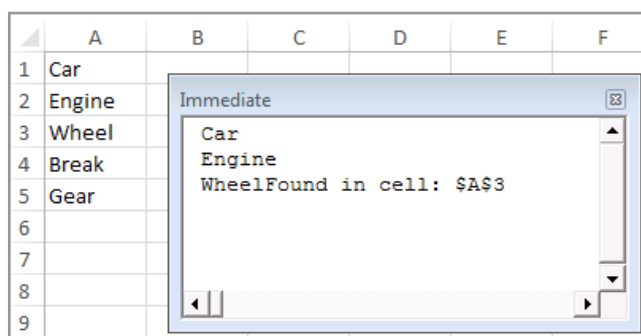 A B C D E F
1 Car
2 Engine
3 Wheel
4 Break
5 Gear
6
7
8
9
Immediate
Car
Engine
WheelFound in cell: $A$3